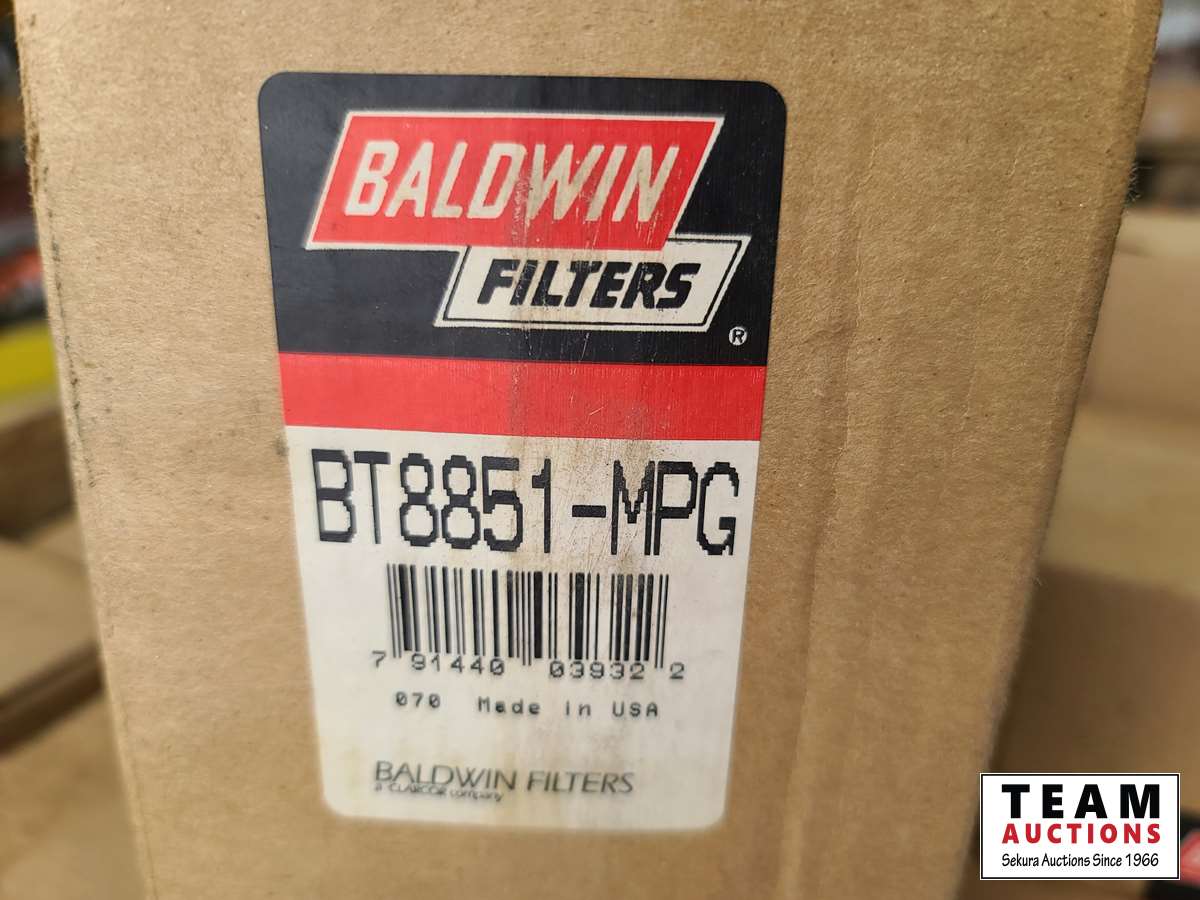 BALDWIN
FILTERS
®
BT8851-MPG
7 91440 03932 2
070 Made in USA
BALDWIN FILTERS
a CLARCOR company
TEAM
AUCTIONS
Sekura Auctions Since 1966